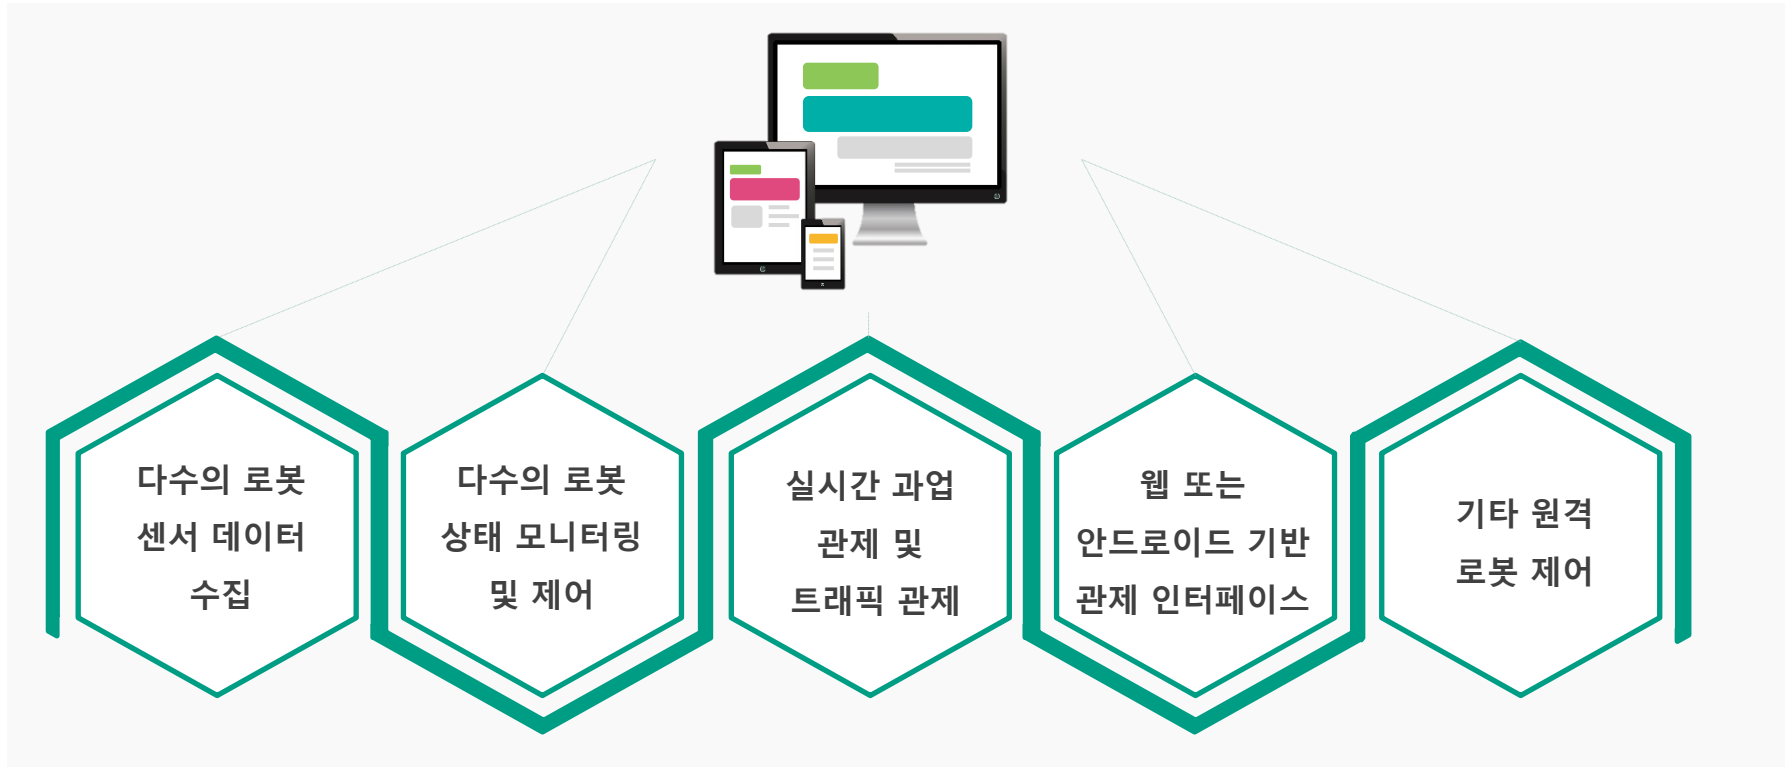 다수의 로봇
센서 데이터
수집
다수의 로봇
상태 모니터링
및 제어
실시간 과업
관제 및
트래픽 관제
웹 또는
안드로이드 기반
관제 인터페이스
기타 원격
로봇 제어